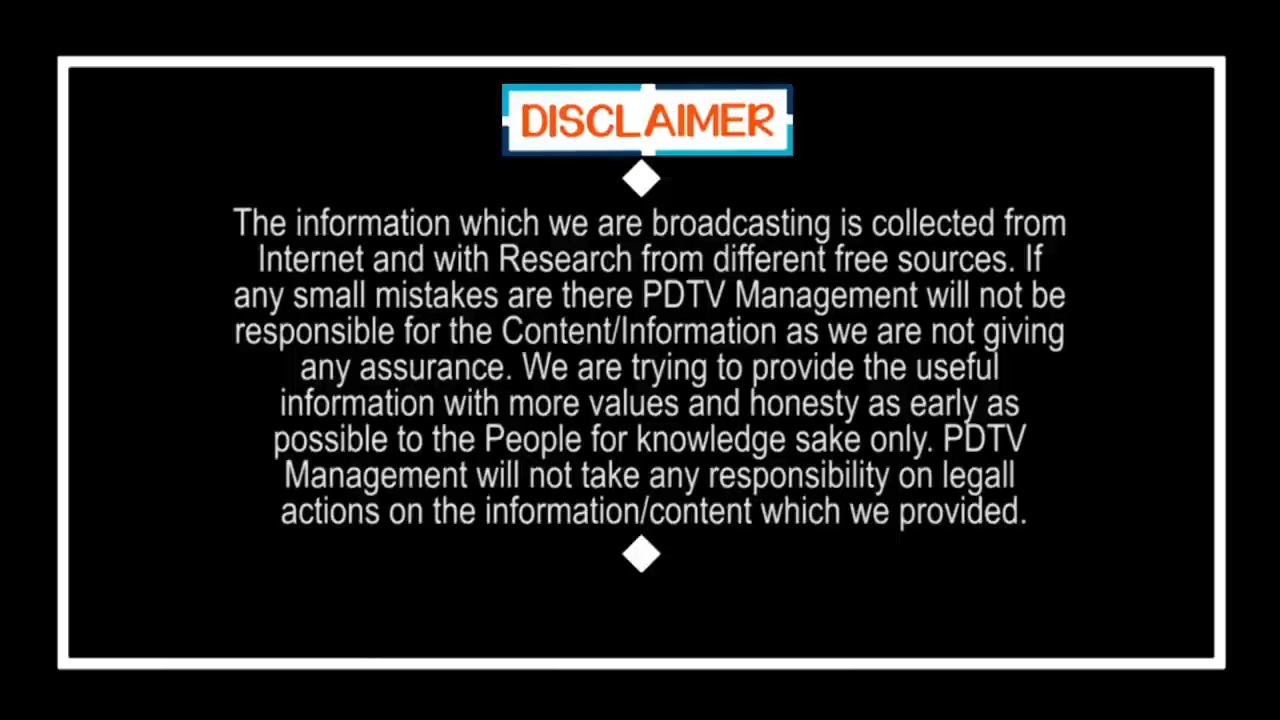 DISCLAIMER
The information which we are broadcasting is collected from
Internet and with Research from different free sources. If
any small mistakes are there PDTV Management will not be
responsible for the Content/Information as we are not giving
any assurance. We are trying to provide the useful
information with more values and honesty as early as
possible to the People for knowledge sake only. PDTV
Management will not take any responsibility on legall
actions on the information/content which we provided.